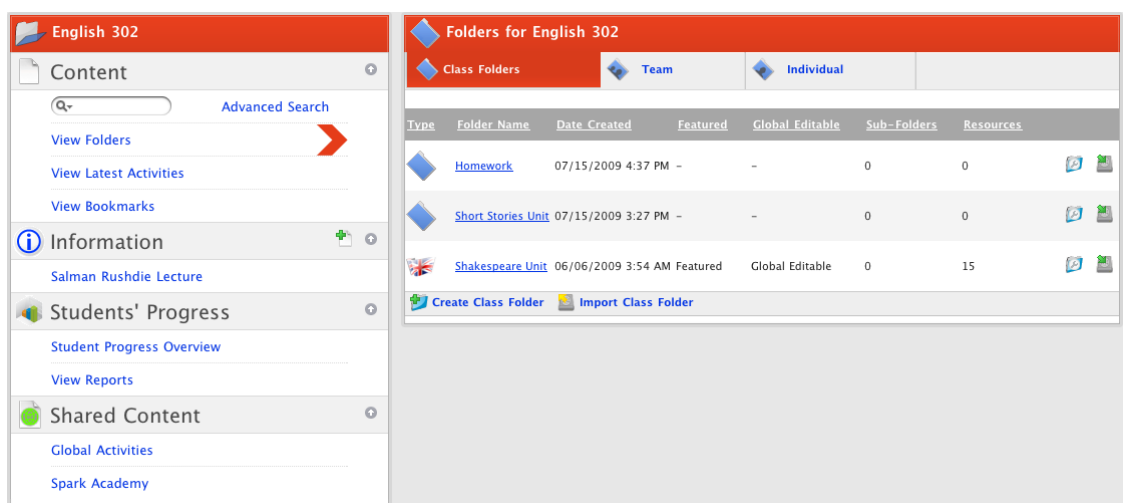 English 302
Content
Advanced Search
View Folders
View Latest Activities
View Bookmarks
Information
Salman Rushdie Lecture
Students' Progress
Student Progress Overview
View Reports
Shared Content
Global Activities
Spark Academy
Folders for English 302
Class Folders Team Individual
Type Folder Name Date Created Featured Global Editable Sub-Folders Resources
Homework 07/15/2009 4:37 PM – – 0 0
Short Stories Unit 07/15/2009 3:27 PM – – 0 0
Shakespeare Unit 06/06/2009 3:54 AM Featured Global Editable 0 15
Create Class Folder Import Class Folder